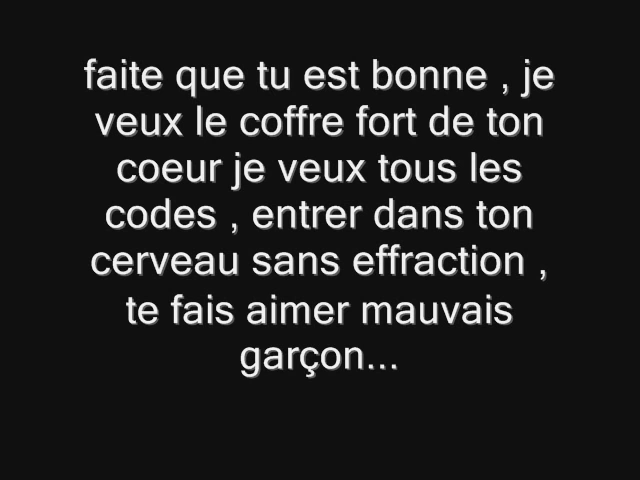 faite que tu est bonne , je
veux le coffre fort de ton
coeur je veux tous les
codes , entrer dans ton
cerveau sans effraction ,
te fais aimer mauvais
garçon...